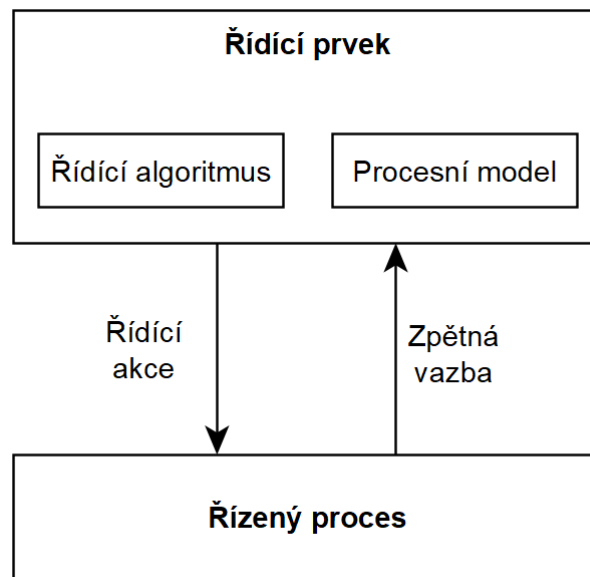 Řídící prvek
Řídící algoritmus
Procesní model
Řídící
akce
Zpětná
vazba
Řízený proces